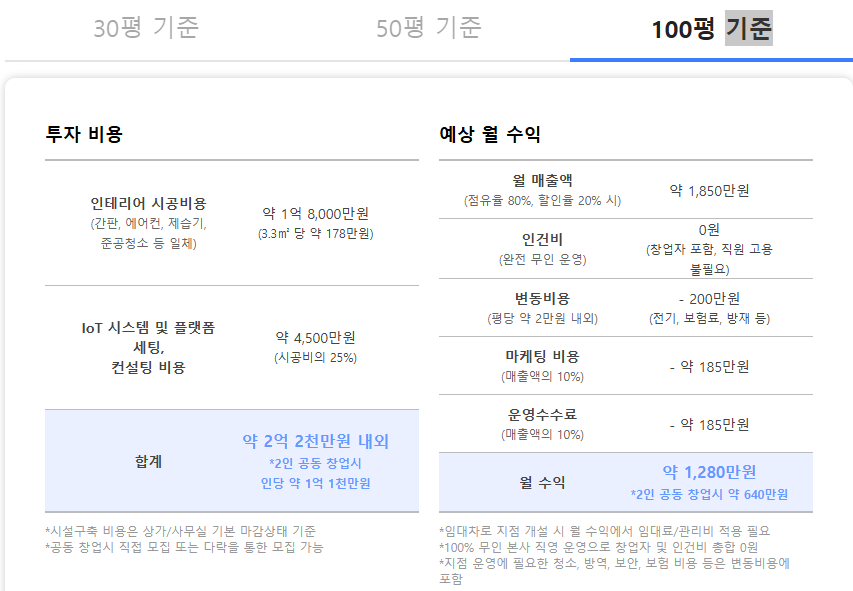 30평 기준
50평 기준
100평 기준
투자 비용
인테리어 시공비용
(간판, 에어컨, 제습기,
준공청소 등 일체)
약 1억 8,000만원
(3.3㎡ 당 약 178만원)
IoT 시스템 및 플랫폼
세팅,
컨설팅 비용
약 4,500만원
(시공비의 25%)
합계
약 2억 2천만원 내외
*2인 공동 창업시
인당 약 1억 1천만원
*시설구축 비용은 상가/사무실 기본 마감상태 기준
*공동 창업시 직접 모집 또는 다락을 통한 모집 가능
예상 월 수익
월 매출액
(점유율 80%, 할인율 20% 시)
약 1,850만원
인건비
(완전 무인 운영)
0원
(창업자 포함, 직원 고용
불필요)
변동비용
(평당 약 2만원 내외)
- 200만원
(전기, 보험료, 방재 등)
마케팅 비용
(매출액의 10%)
- 약 185만원
운영수수료
(매출액의 10%)
- 약 185만원
월 수익
약 1,280만원
*2인 공동 창업시 약 640만원
*임대차로 지점 개설 시 월 수익에서 임대료/관리비 적용 필요
*100% 무인 본사 직영 운영으로 창업자 및 인건비 총합 0원
*지점 운영에 필요한 청소, 방역, 보안, 보험 비용 등은 변동비용에
포함